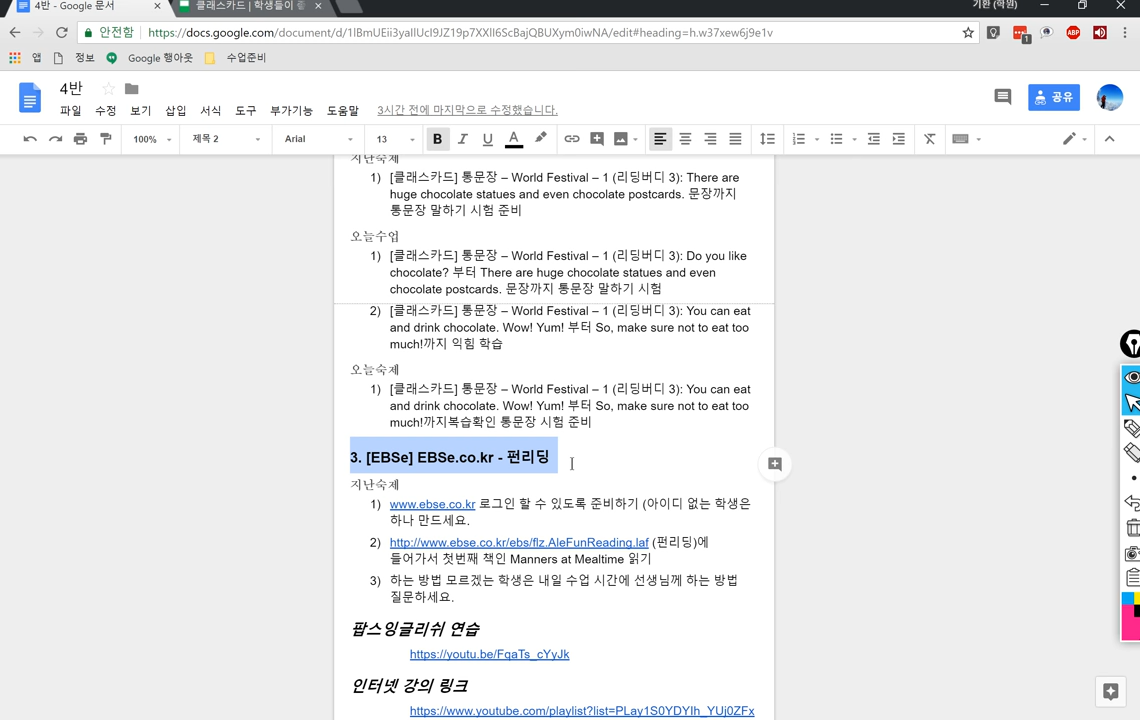 4반 - Google 문서
클래스카드 | 학생들이 좋
기환 (학원)
안전함 https://docs.google.com/document/d/1lBmUEii3yaIlUcI9JZ19p7XXII6ScBajQBUXym0iwNA/edit#heading=h.w37xew6j9e1v
1
ABP
앱 정보 Google 행아웃 수업준비
4반
파일 수정 보기 삽입 서식 도구 부가기능 도움말 3시간 전에 마지막으로 수정했습니다.
공유
100% 제목 2 Arial 13 B I U A
지난숙제
1) [클래스카드] 통문장 – World Festival – 1 (리딩버디 3): There are
huge chocolate statues and even chocolate postcards. 문장까지
통문장 말하기 시험 준비
오늘수업
1) [클래스카드] 통문장 – World Festival – 1 (리딩버디 3): Do you like
chocolate? 부터 There are huge chocolate statues and even
chocolate postcards. 문장까지 통문장 말하기 시험
2) [클래스카드] 통문장 – World Festival – 1 (리딩버디 3): You can eat
and drink chocolate. Wow! Yum! 부터 So, make sure not to eat too
much!까지 익힘 학습
오늘숙제
1) [클래스카드] 통문장 – World Festival – 1 (리딩버디 3): You can eat
and drink chocolate. Wow! Yum! 부터 So, make sure not to eat too
much!까지복습확인 통문장 시험 준비
3. [EBSe] EBSe.co.kr - 펀리딩
지난숙제
1) www.ebse.co.kr 로그인 할 수 있도록 준비하기 (아이디 없는 학생은
하나 만드세요.
2) http://www.ebse.co.kr/ebs/flz.AleFunReading.laf (펀리딩)에
들어가서 첫번째 책인 Manners at Mealtime 읽기
3) 하는 방법 모르겠는 학생은 내일 수업 시간에 선생님께 하는 방법
질문하세요.
팝스잉글리쉬 연습
https://youtu.be/FqaTs_cYyJk
인터넷 강의 링크
https://www.youtube.com/playlist?list=PLay1S0YDYIh_YUj0ZFx